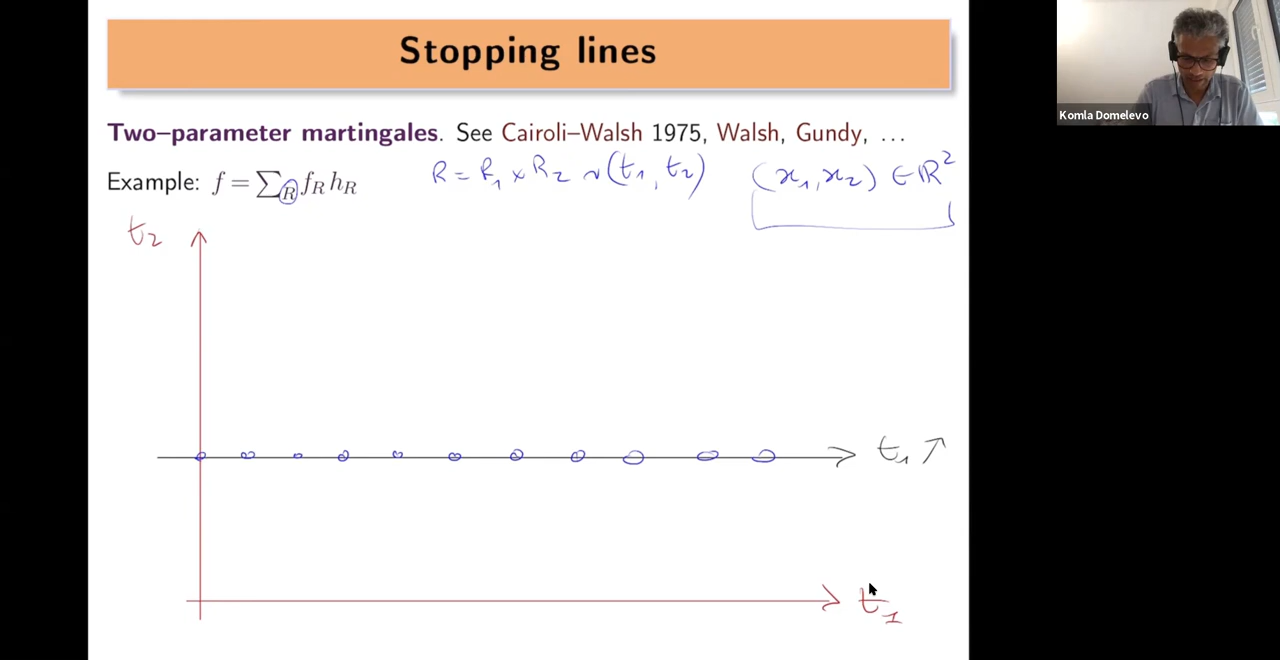 Stopping lines
Two–parameter martingales. See Cairoli–Walsh 1975, Walsh, Gundy, …
Example: f = ∑_R f_R h_R R = R₁ × R₂ ~ (t₁, t₂) (x₁, x₂) ∈ ℝ²
t₂
t₁ ↗
t₁
Komla Domelevo